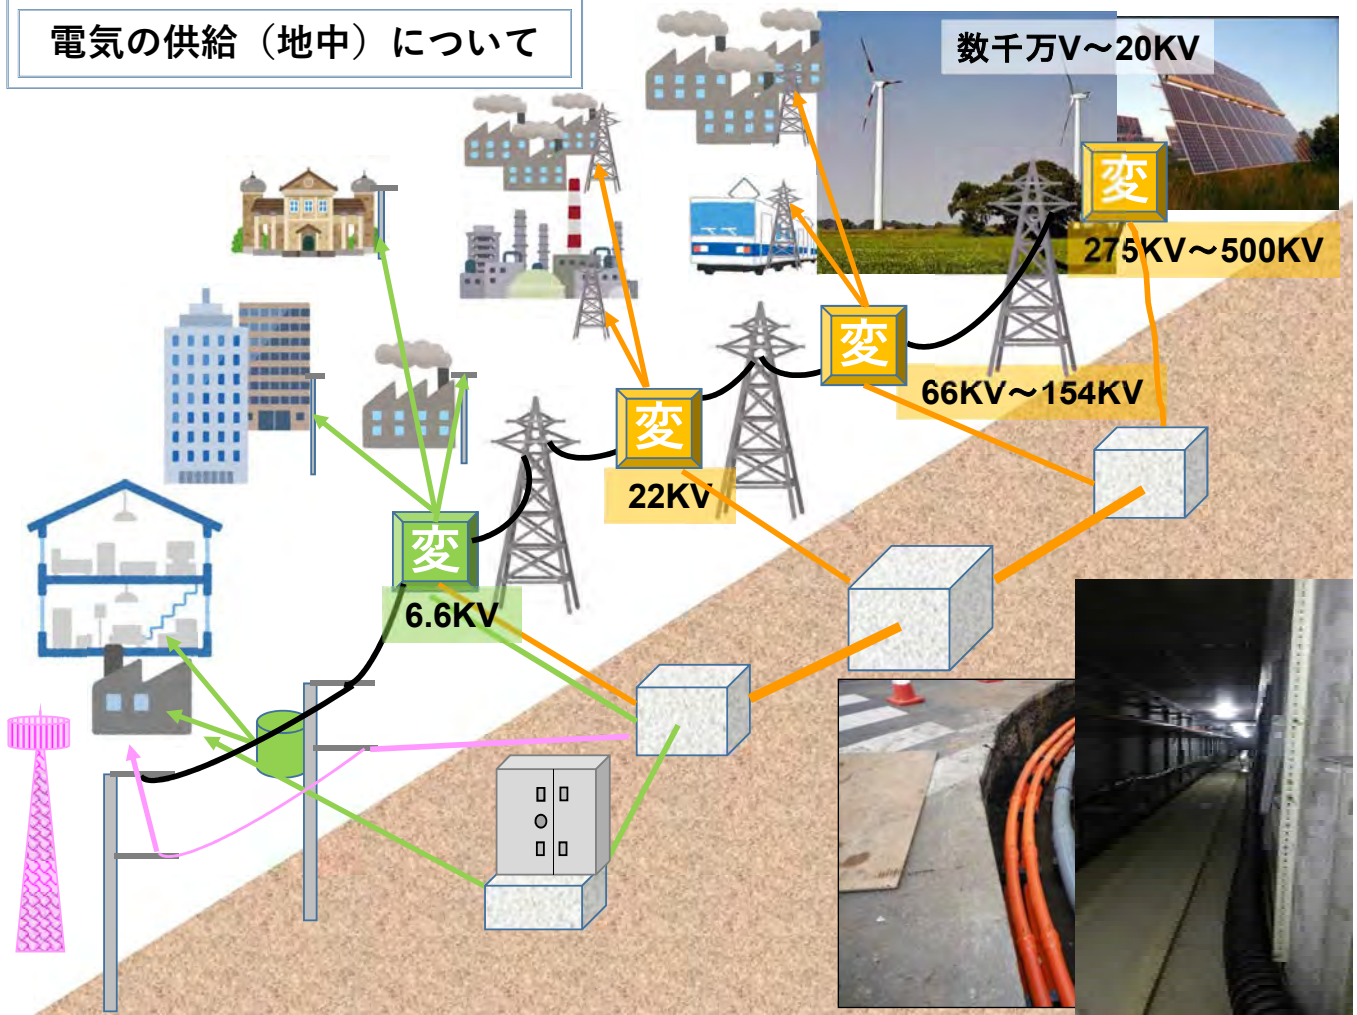 電気の供給（地中）について
数千万V～20KV
変
275KV～500KV
変
66KV～154KV
変
22KV
変
6.6KV